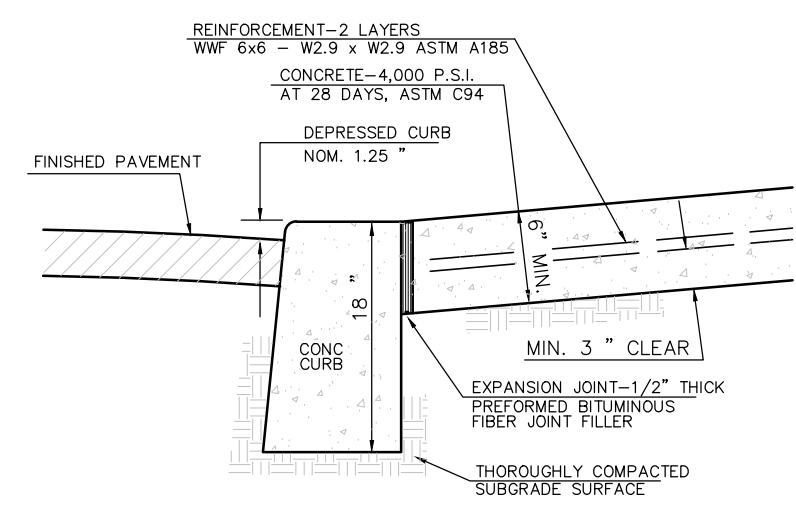 REINFORCEMENT-2 LAYERS
WWF 6x6 - W2.9 x W2.9 ASTM A185
CONCRETE-4,000 P.S.I.
AT 28 DAYS, ASTM C94
DEPRESSED CURB
NOM. 1.25 "
FINISHED PAVEMENT
6" MIN.
18 "
CONC
CURB
MIN. 3 " CLEAR
EXPANSION JOINT-1/2" THICK
PREFORMED BITUMINOUS
FIBER JOINT FILLER
THOROUGHLY COMPACTED
SUBGRADE SURFACE